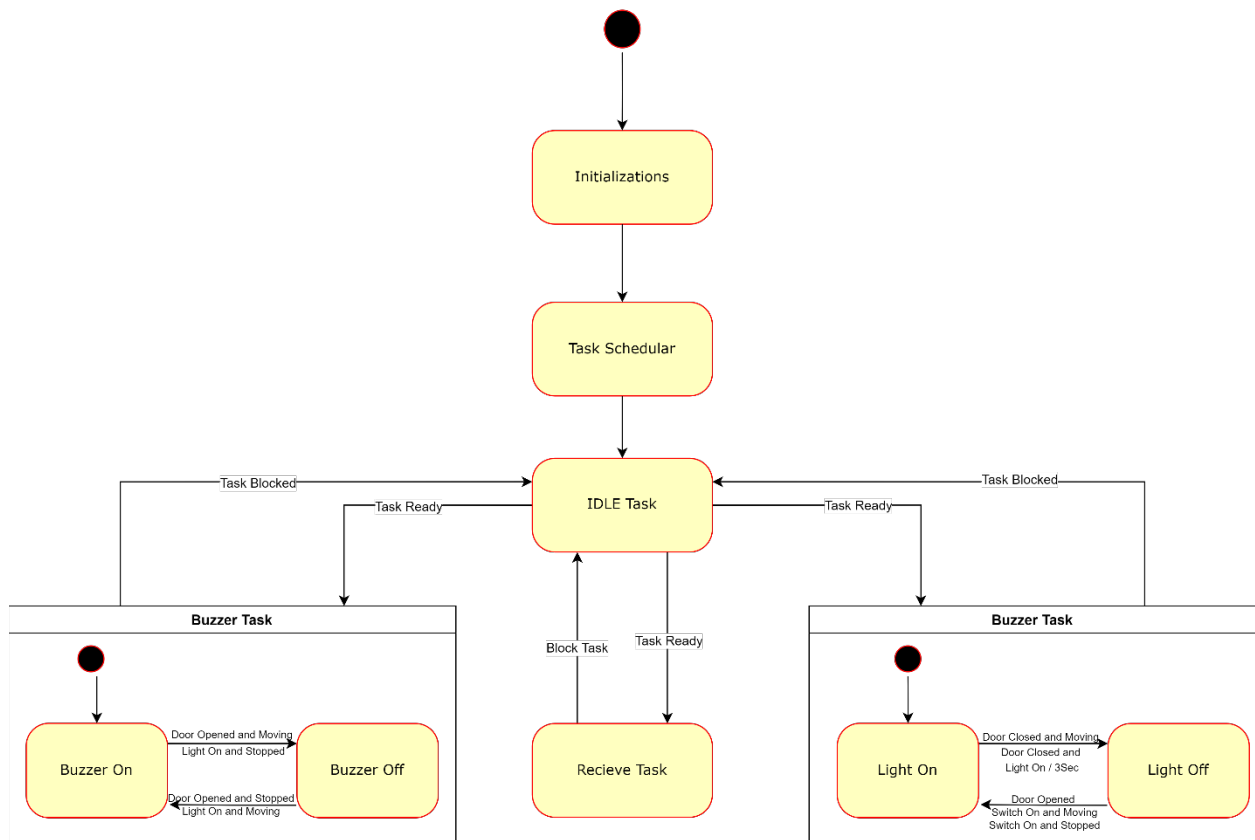 Initializations
Task Schedular
IDLE Task
Task Blocked
Task Ready
Task Blocked
Task Ready
Block Task
Task Ready
Buzzer Task
Buzzer On
Door Opened and Moving
Light On and Stopped
Door Opened and Stopped
Light On and Moving
Buzzer Off
Recieve Task
Buzzer Task
Light On
Door Closed and Moving
Door Closed and
Light On / 3Sec
Door Opened
Switch On and Moving
Switch On and Stopped
Light Off